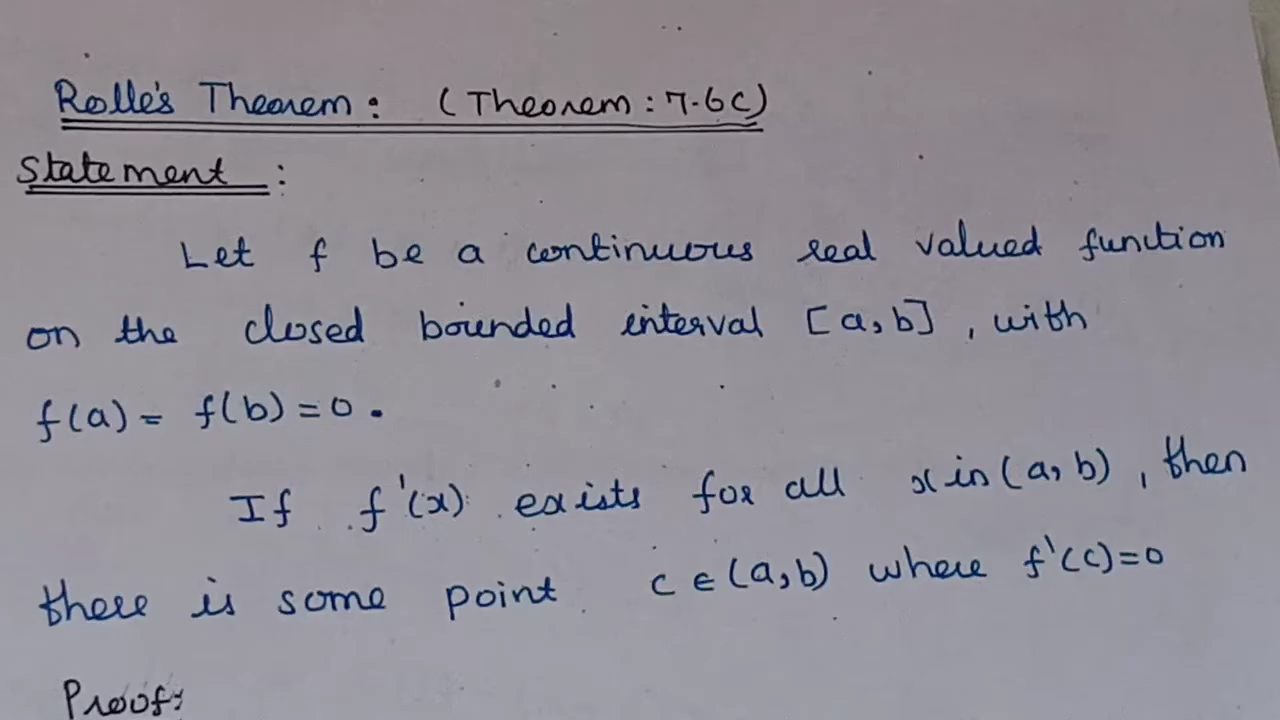 Rolle's Theorem: (Theorem: 7.6C)
Statement:
Let f be a continuous real valued function
on the closed bounded interval [a,b], with
f(a) = f(b) = 0.
If f'(x) exists for all x in (a,b), then
there is some point c ∈ (a,b) where f'(c)=0
Proof: